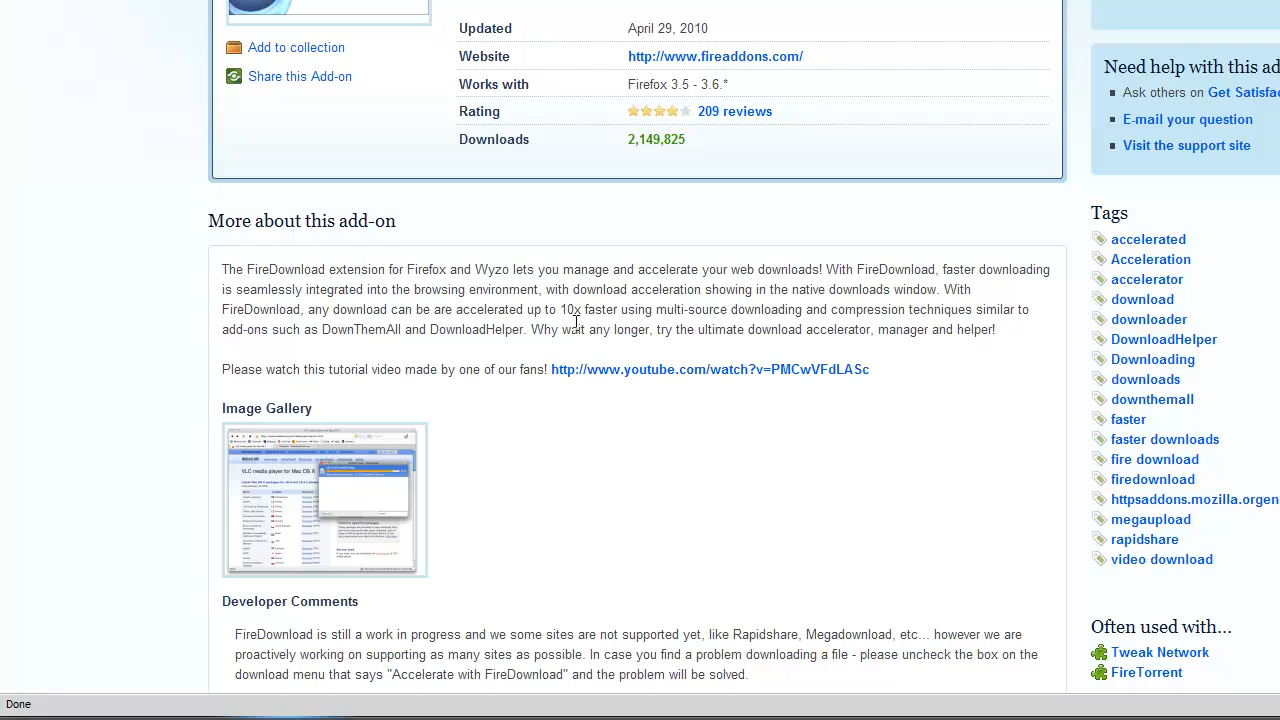 Add to collection
Share this Add-on
Updated April 29, 2010
Website http://www.fireaddons.com/
Works with Firefox 3.5 - 3.6.*
Rating 209 reviews
Downloads 2,149,825
More about this add-on
The FireDownload extension for Firefox and Wyzo lets you manage and accelerate your web downloads! With FireDownload, faster downloading
is seamlessly integrated into the browsing environment, with download acceleration showing in the native downloads window. With
FireDownload, any download can be are accelerated up to 10x faster using multi-source downloading and compression techniques similar to
add-ons such as DownThemAll and DownloadHelper. Why wait any longer, try the ultimate download accelerator, manager and helper!
Please watch this tutorial video made by one of our fans! http://www.youtube.com/watch?v=PMCwVFdLASc
Image Gallery
VLC media player for Mac OS X
Developer Comments
FireDownload is still a work in progress and we some sites are not supported yet, like Rapidshare, Megadownload, etc... however we are
proactively working on supporting as many sites as possible. In case you find a problem downloading a file - please uncheck the box on the
download menu that says "Accelerate with FireDownload" and the problem will be solved.
Need help with this ad
Ask others on Get Satisfac
E-mail your question
Visit the support site
Tags
accelerated
Acceleration
accelerator
download
downloader
DownloadHelper
Downloading
downloads
downthemall
faster
faster downloads
fire download
firedownload
httpsaddons.mozilla.orgen
megaupload
rapidshare
video download
Often used with...
Tweak Network
FireTorrent
Done